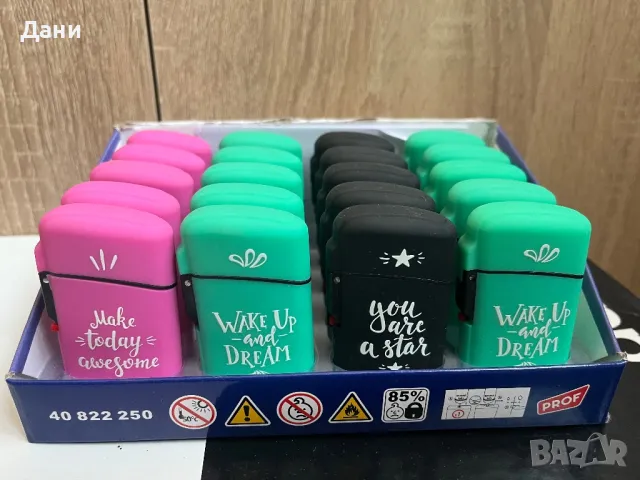 Дани
Make
today
awesome
WAKE UP
and
DREAM
you
are
a star
WAKE UP
and
DREAM
40 822 250
85%
PROF
BAZAR